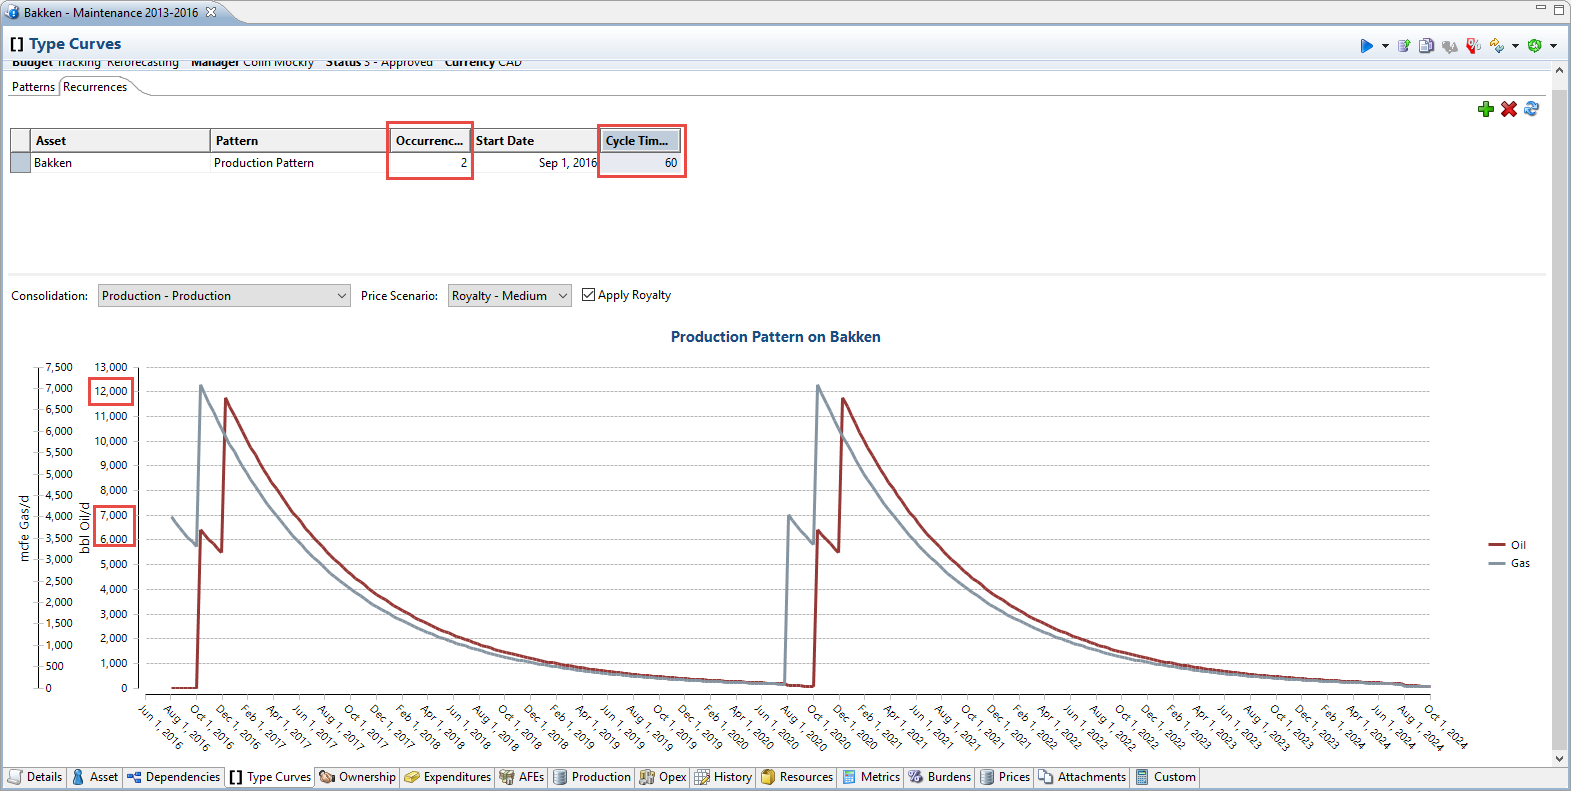 Bakken - Maintenance 2013-2016
[] Type Curves
Budget Tracking Reforecasting Manager Colin Mockry Status 3 - Approved Currency CAD
Patterns Recurrences
Asset Pattern Occurrenc... Start Date Cycle Tim...
Bakken Production Pattern 2 Sep 1, 2016 60
Consolidation: Production - Production Price Scenario: Royalty - Medium Apply Royalty
Production Pattern on Bakken
7,500 13,000
7,000 12,000
6,500 11,000
6,000 10,000
5,500 9,000
5,000 8,000
4,500 7,000
4,000 6,000
3,500 5,000
3,000 4,000
2,500 3,000
2,000 2,000
1,500 1,000
1,000 0
500
0
mcfe Gas/d
bbl Oil/d
Oil
Gas
Jun 1, 2016
Aug 1, 2016
Oct 1, 2016
Dec 1, 2016
Feb 1, 2017
Apr 1, 2017
Jun 1, 2017
Aug 1, 2017
Oct 1, 2017
Dec 1, 2017
Feb 1, 2018
Apr 1, 2018
Jun 1, 2018
Aug 1, 2018
Oct 1, 2018
Dec 1, 2018
Feb 1, 2019
Apr 1, 2019
Jun 1, 2019
Aug 1, 2019
Oct 1, 2019
Dec 1, 2019
Feb 1, 2020
Apr 1, 2020
Jun 1, 2020
Aug 1, 2020
Oct 1, 2020
Dec 1, 2020
Feb 1, 2021
Apr 1, 2021
Jun 1, 2021
Aug 1, 2021
Oct 1, 2021
Dec 1, 2021
Feb 1, 2022
Apr 1, 2022
Jun 1, 2022
Aug 1, 2022
Oct 1, 2022
Dec 1, 2022
Feb 1, 2023
Apr 1, 2023
Jun 1, 2023
Aug 1, 2023
Oct 1, 2023
Dec 1, 2023
Feb 1, 2024
Apr 1, 2024
Jun 1, 2024
Aug 1, 2024
Oct 1, 2024
Details Asset Dependencies [] Type Curves Ownership Expenditures AFEs Production Opex History Resources Metrics Burdens Prices Attachments Custom